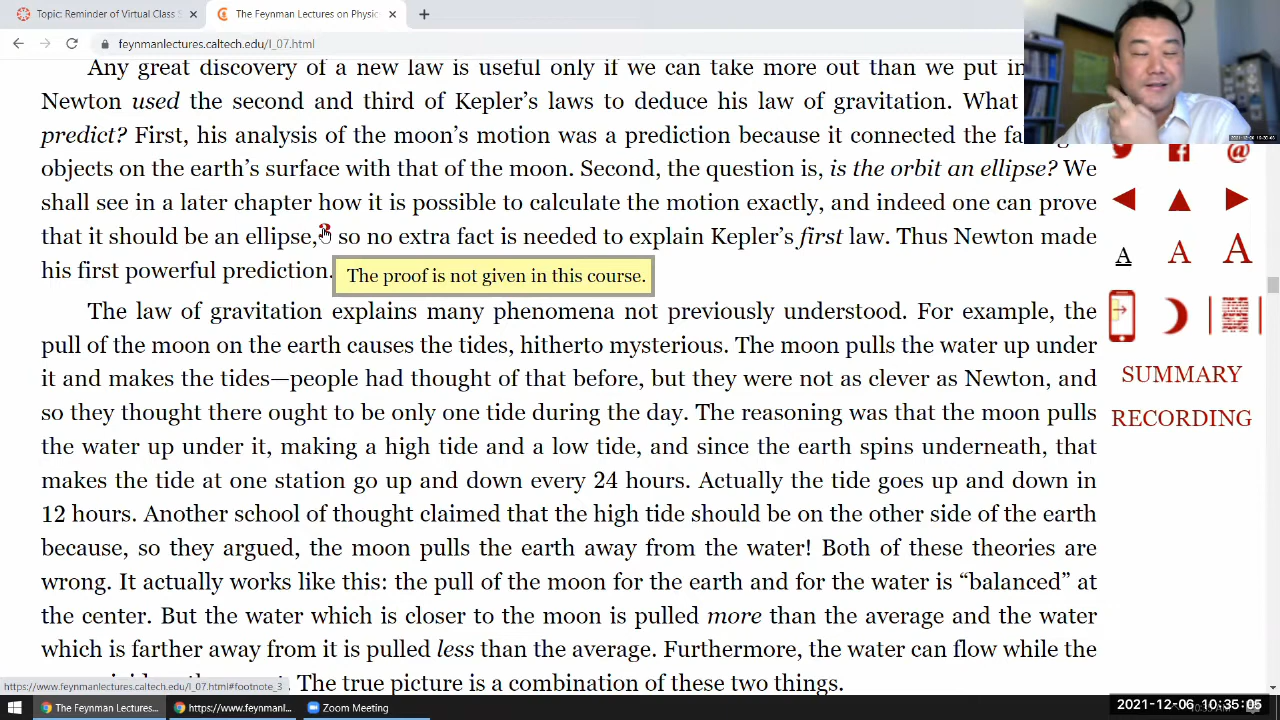 Topic: Reminder of Virtual Class S
The Feynman Lectures on Physic
feynmanlectures.caltech.edu/I_07.html
Any great discovery of a new law is useful only if we can take more out than we put in
Newton used the second and third of Kepler's laws to deduce his law of gravitation. What
predict? First, his analysis of the moon's motion was a prediction because it connected the fa
objects on the earth's surface with that of the moon. Second, the question is, is the orbit an ellipse? We
shall see in a later chapter how it is possible to calculate the motion exactly, and indeed one can prove
that it should be an ellipse, so no extra fact is needed to explain Kepler's first law. Thus Newton made
his first powerful prediction.
The proof is not given in this course.
The law of gravitation explains many phenomena not previously understood. For example, the
pull of the moon on the earth causes the tides, hitherto mysterious. The moon pulls the water up under
it and makes the tides—people had thought of that before, but they were not as clever as Newton, and
so they thought there ought to be only one tide during the day. The reasoning was that the moon pulls
the water up under it, making a high tide and a low tide, and since the earth spins underneath, that
makes the tide at one station go up and down every 24 hours. Actually the tide goes up and down in
12 hours. Another school of thought claimed that the high tide should be on the other side of the earth
because, so they argued, the moon pulls the earth away from the water! Both of these theories are
wrong. It actually works like this: the pull of the moon for the earth and for the water is “balanced” at
the center. But the water which is closer to the moon is pulled more than the average and the water
which is farther away from it is pulled less than the average. Furthermore, the water can flow while the
The true picture is a combination of these two things.
@
A A A
SUMMARY
RECORDING
https://www.feynmanlectures.caltech.edu/I_07.html#footnote_3
The Feynman Lectures...
https://www.feynmanl...
Zoom Meeting
2021-12-06 10:35:05